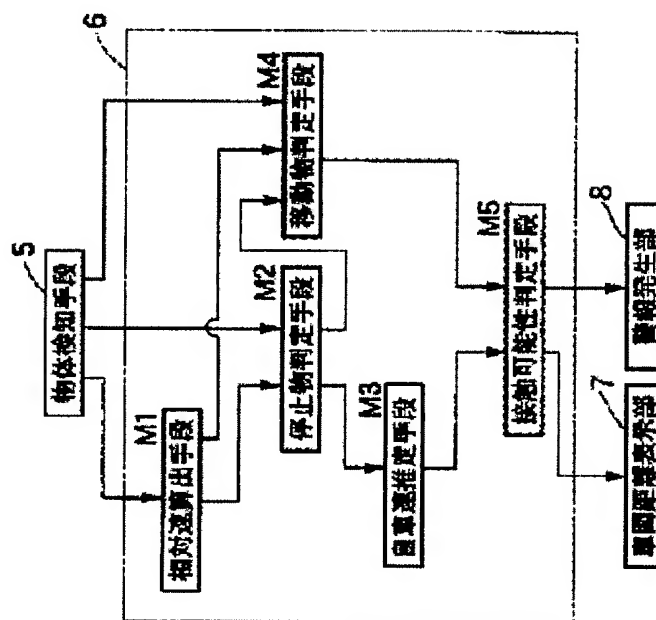 5
物体検知手段
6
M1
相対速算出手段
M2
停止物判定手段
M4
移動物判定手段
M3
自車速推定手段
M5
接触可能性判定手段
7
車間距離表示部
8
警報発生部